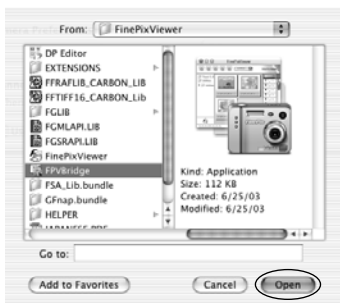 From: FinePixViewer
DP Editor
EXTENSIONS
FFRAFLIB_CARBON_LIB
FFTIFF16_CARBON_Lib
FGLIB
FGMLAPI.LIB
FGSRAPI.LIB
FinePixViewer
FPVBridge
FSA_Lib.bundle
GFnap.bundle
HELPER
Kind: Application
Size: 112 KB
Created: 6/25/03
Modified: 6/25/03
Go to:
Add to Favorites
Cancel
Open